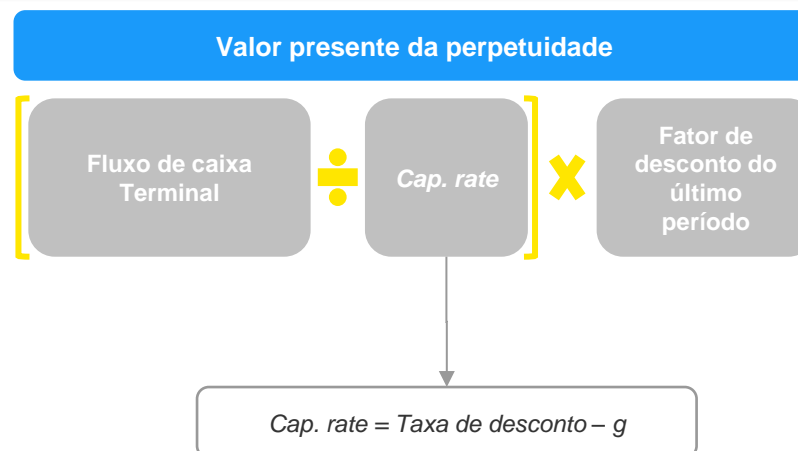 Valor presente da perpetuidade
Fluxo de caixa
Terminal
Cap. rate
Fator de
desconto do
último
período
Cap. rate = Taxa de desconto – g